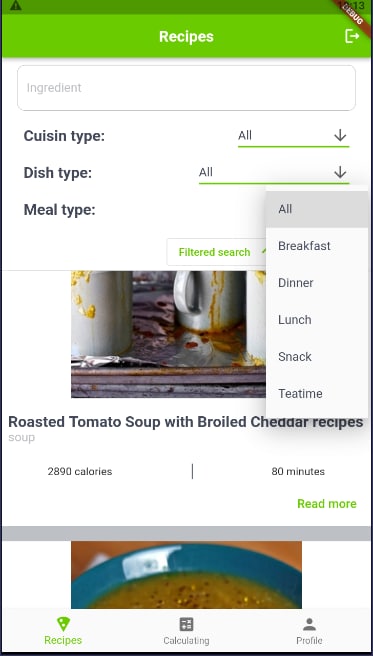 Recipes
DEBUG
Ingredient
Cuisin type:
All
Dish type:
All
Meal type:
All
Breakfast
Dinner
Lunch
Snack
Teatime
Filtered search
Roasted Tomato Soup with Broiled Cheddar recipes
soup
2890 calories
80 minutes
Read more
Recipes
Calculating
Profile